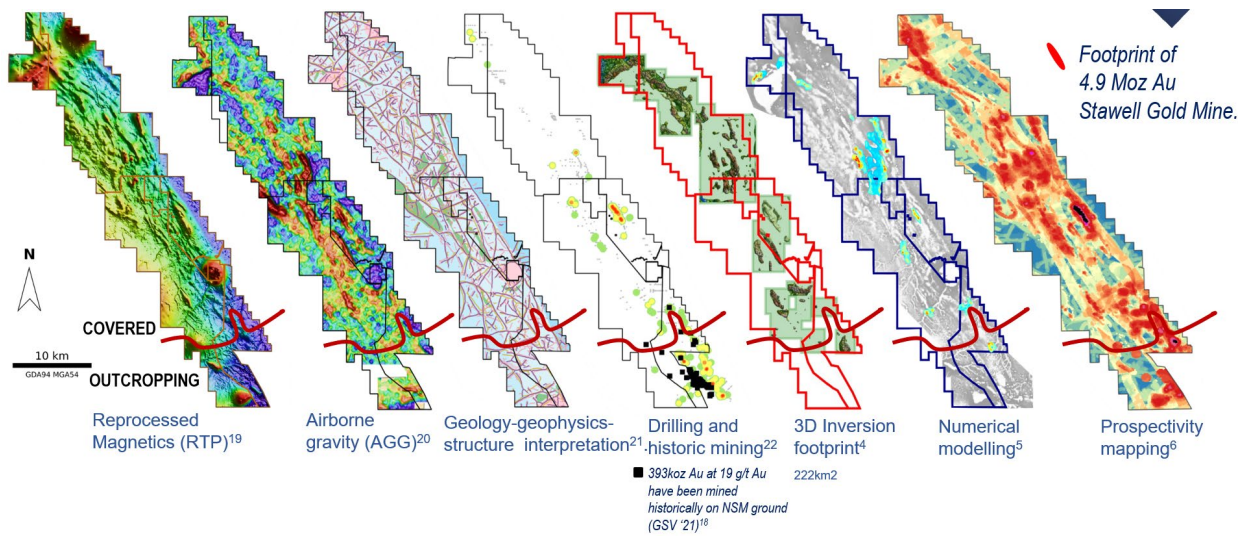 Footprint of
4.9 Moz Au
Stawell Gold Mine.
N
COVERED
10 km
GDA94 MGA54
OUTCROPPING
Reprocessed
Magnetics (RTP)19
Airborne
gravity (AGG)20
Geology-geophysics-
structure interpretation21.
Drilling and
historic mining22
393koz Au at 19 g/t Au
have been mined
historically on NSM ground
(GSV ‘21)18
3D Inversion
footprint4
222km2
Numerical
modelling5
Prospectivity
mapping6